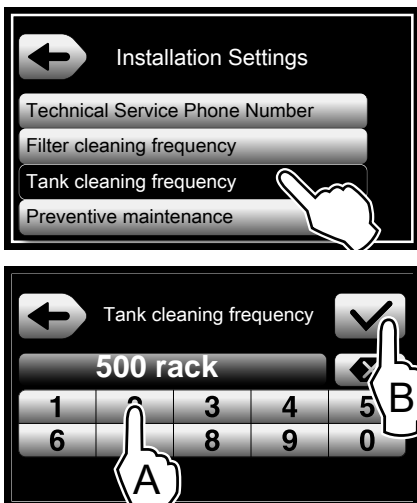 Installation Settings
Technical Service Phone Number
Filter cleaning frequency
Tank cleaning frequency
Preventive maintenance
Tank cleaning frequency
500 rack
1 3 4 5
B
6 8 9 0
A